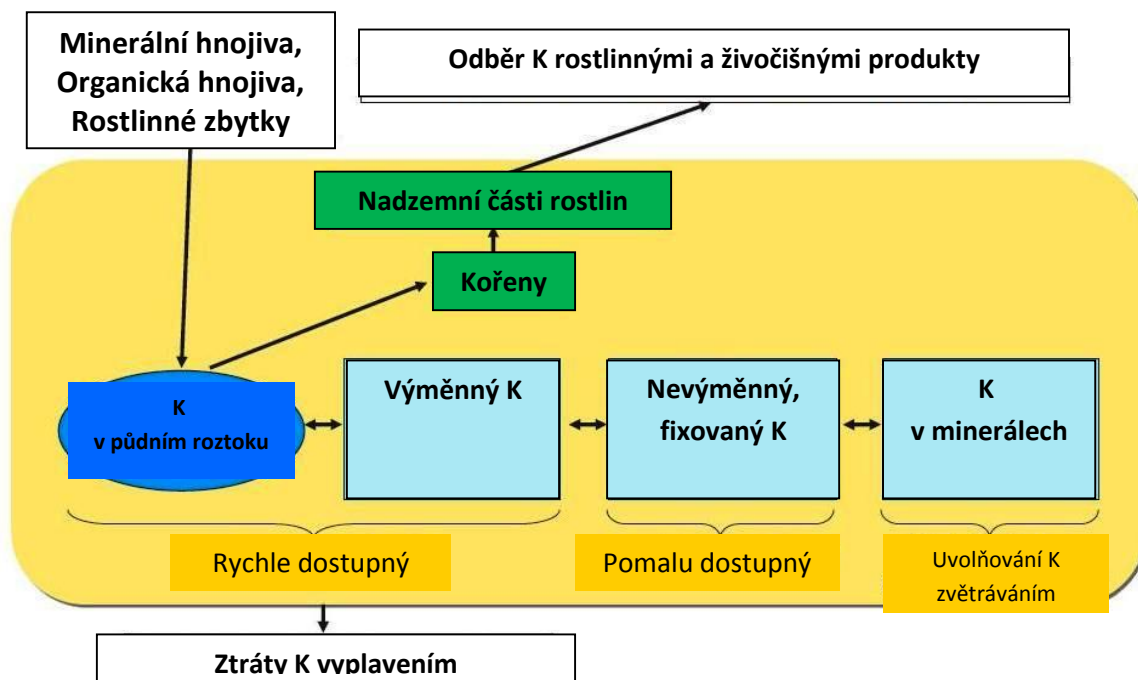 Minerální hnojiva,
Organická hnojiva,
Rostlinné zbytky
Odběr K rostlinnými a živočišnými produkty
Nadzemní části rostlin
Kořeny
K
v půdním roztoku
Výměnný K
Nevýměnný,
fixovaný K
K
v minerálech
Rychle dostupný
Pomalu dostupný
Uvolňování K
zvětráváním
Ztráty K vyplavením